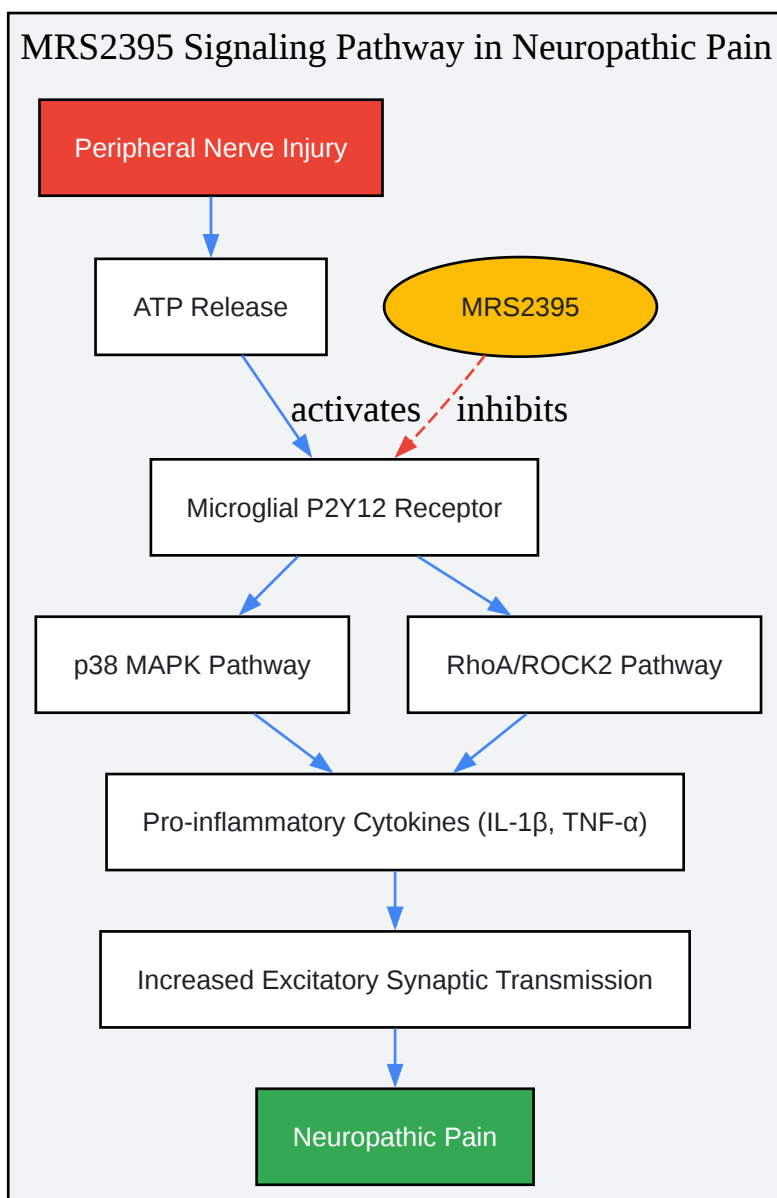 MRS2395 Signaling Pathway in Neuropathic Pain
Peripheral Nerve Injury
ATP Release
MRS2395
activates
inhibits
Microglial P2Y12 Receptor
p38 MAPK Pathway
RhoA/ROCK2 Pathway
Pro-inflammatory Cytokines (IL-1β, TNF-α)
Increased Excitatory Synaptic Transmission
Neuropathic Pain